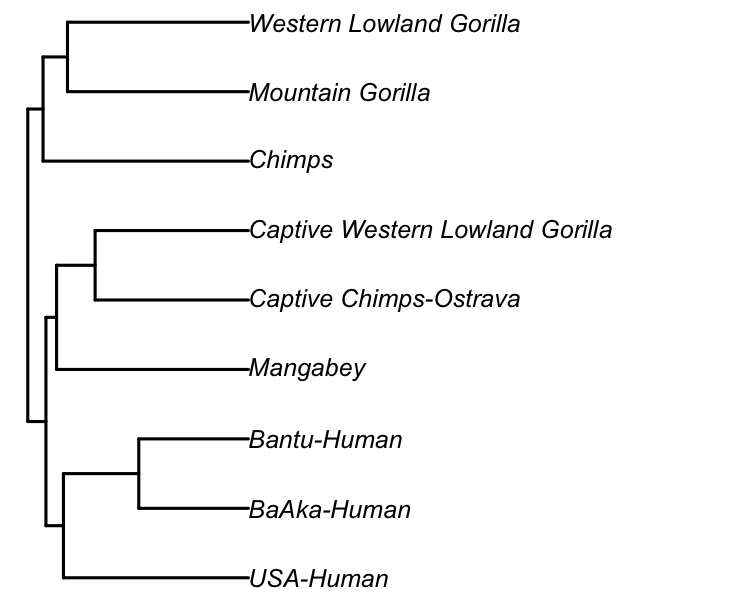 Western Lowland Gorilla
Mountain Gorilla
Chimps
Captive Western Lowland Gorilla
Captive Chimps-Ostrava
Mangabey
Bantu-Human
BaAka-Human
USA-Human